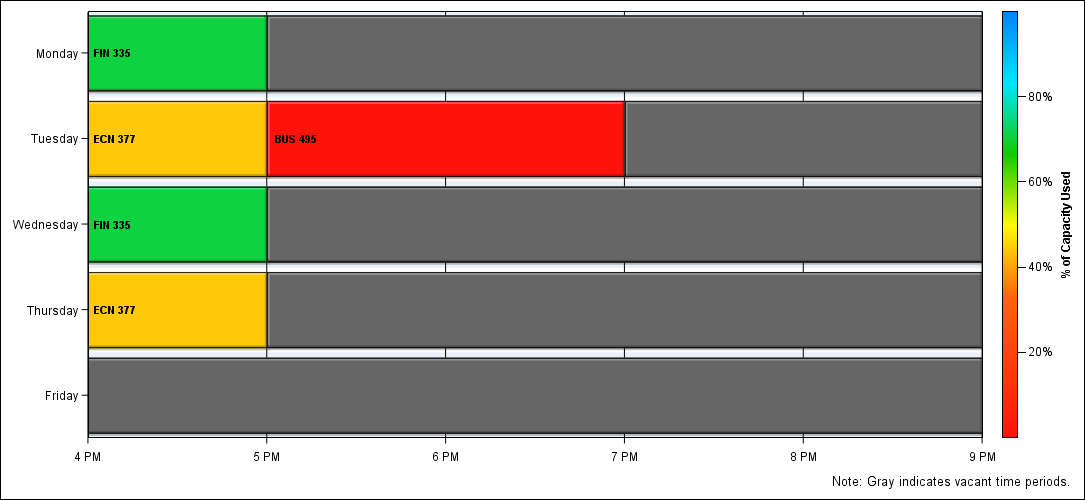 Monday
FIN 335
Tuesday
ECN 377
BUS 495
Wednesday
FIN 335
Thursday
ECN 377
Friday
4 PM
5 PM
6 PM
7 PM
8 PM
9 PM
80%
60%
40%
20%
% of Capacity Used
Note: Gray indicates vacant time periods.